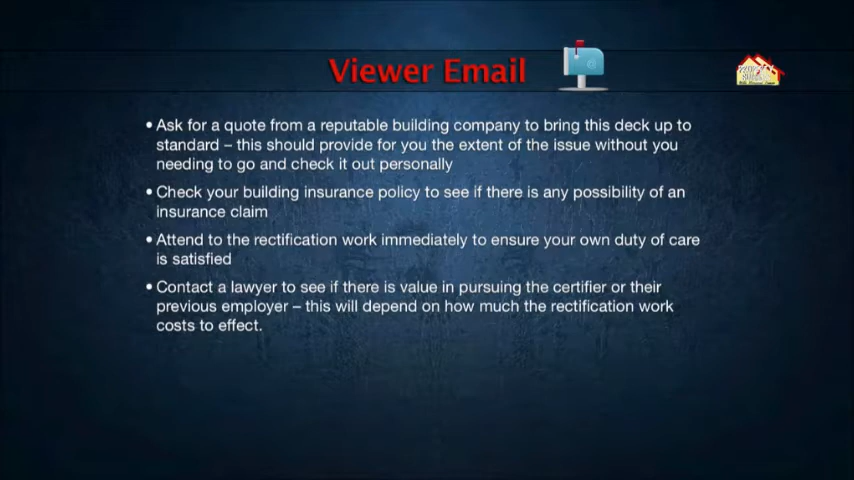 Viewer Email
• Ask for a quote from a reputable building company to bring this deck up to
standard – this should provide for you the extent of the issue without you
needing to go and check it out personally
• Check your building insurance policy to see if there is any possibility of an
insurance claim
• Attend to the rectification work immediately to ensure your own duty of care
is satisfied
• Contact a lawyer to see if there is value in pursuing the certifier or their
previous employer – this will depend on how much the rectification work
costs to effect.